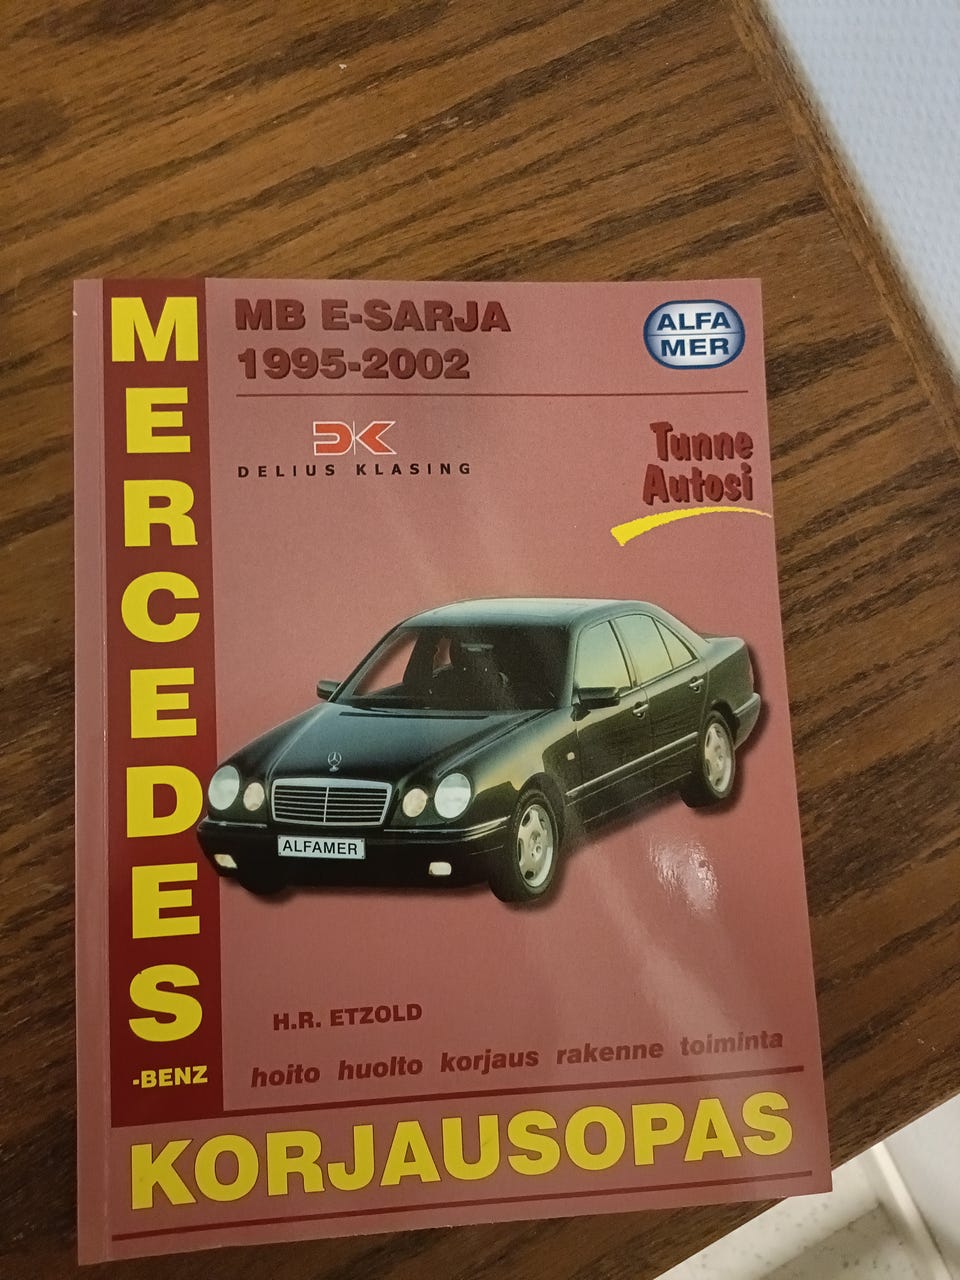 MERCEDES
-BENZ
MB E-SARJA
1995-2002
ALFA
MER
DELIUS KLASING
Tunne
Autosi
ALFAMER
H.R. ETZOLD
hoito huolto korjaus rakenne toiminta
KORJAUSOPAS